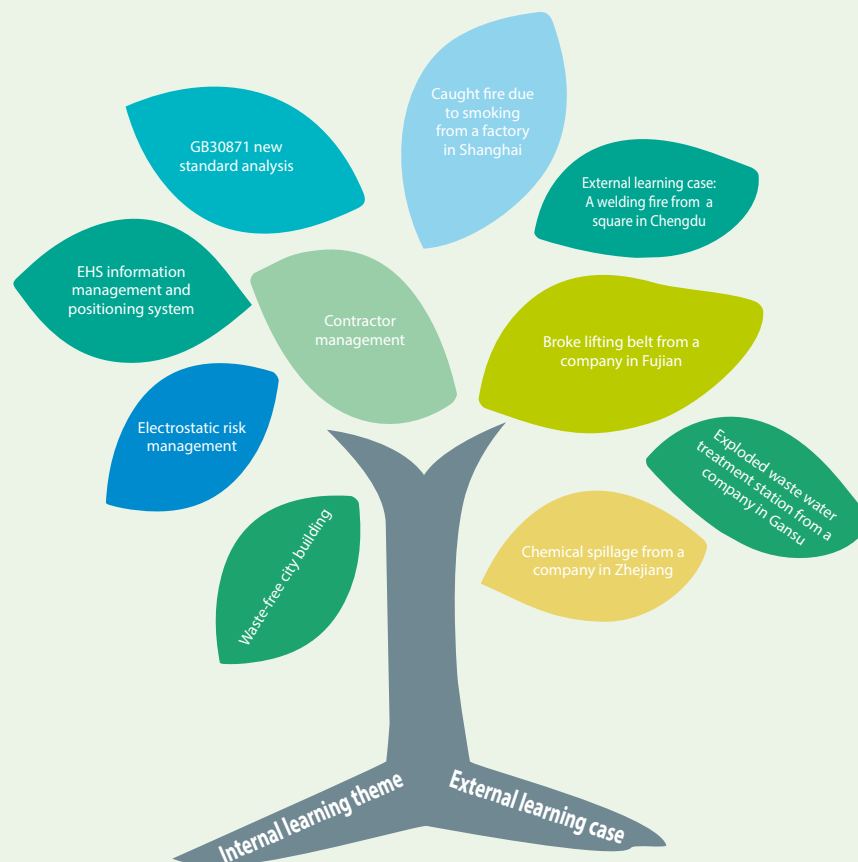 Caught fire due
to smoking
from a factory
in Shanghai
GB30871 new
standard analysis
External learning case:
A welding fire from a
square in Chengdu
EHS information
management and
positioning system
Contractor
management
Broke lifting belt from a
company in Fujian
Electrostatic risk
management
Exploded waste water
treatment station from a
company in Gansu
Waste-free city building
Chemical spillage from a
company in Zhejiang
Internal learning theme
External learning case